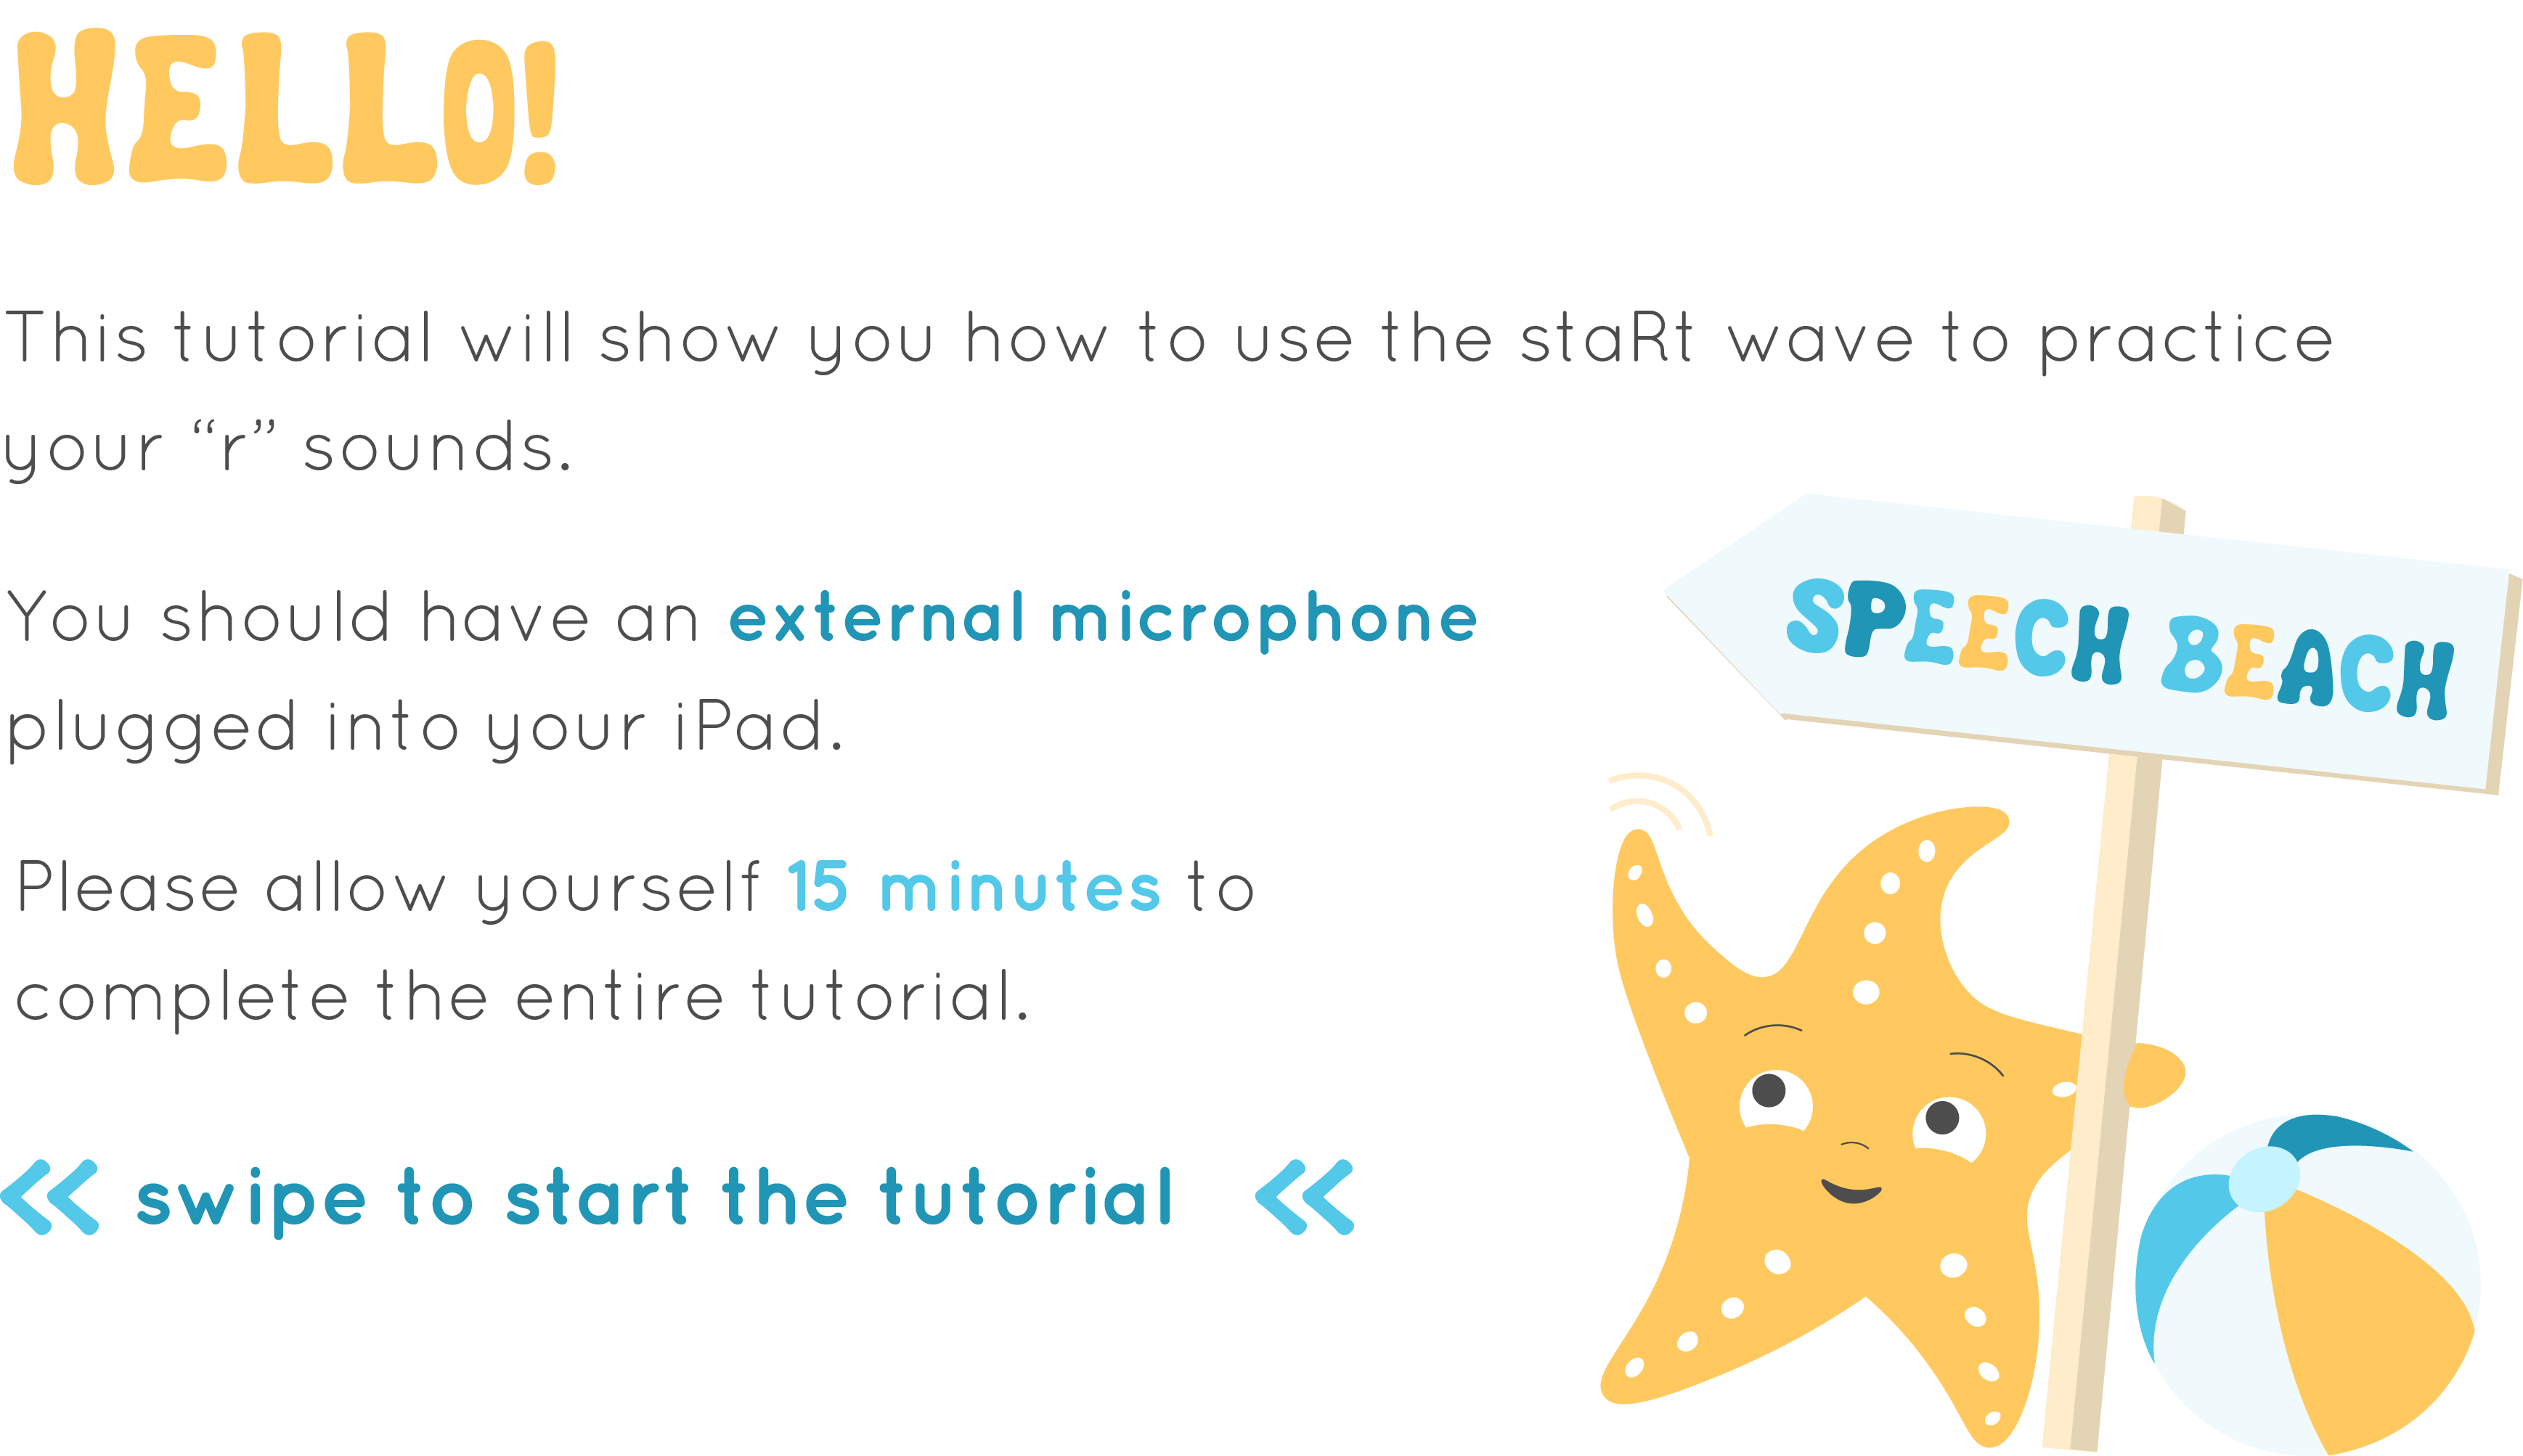 HELLO!
This tutorial will show you how to use the staRt wave to practice
your “r” sounds.
You should have an external microphone
plugged into your iPad.
Please allow yourself 15 minutes to
complete the entire tutorial.
« swipe to start the tutorial «
SPEECH BEACH